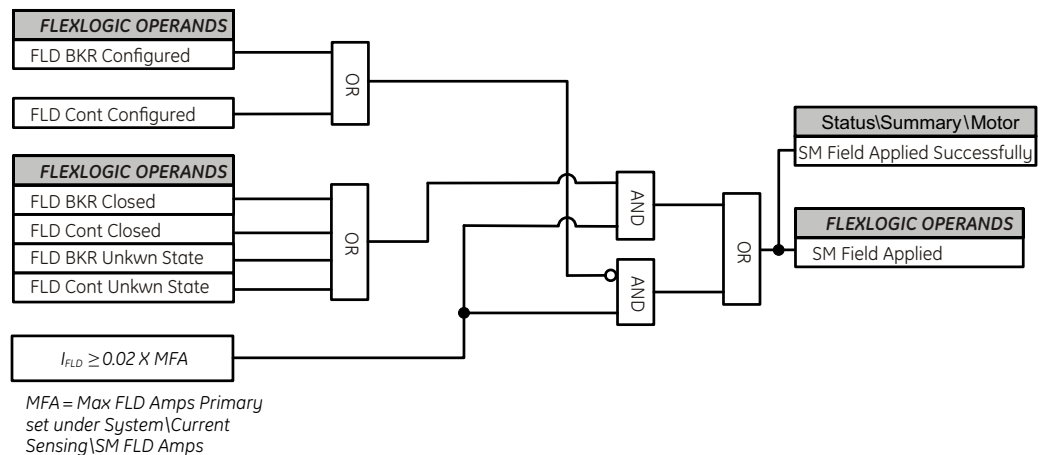 FLEXLOGIC OPERANDS
FLD BKR Configured
FLD Cont Configured
OR
FLEXLOGIC OPERANDS
FLD BKR Closed
FLD Cont Closed
FLD BKR Unkwn State
FLD Cont Unkwn State
OR
I_FLD ≥ 0.02 X MFA
MFA = Max FLD Amps Primary
set under System\Current
Sensing\SM FLD Amps
AND
AND
OR
Status\Summary\Motor
SM Field Applied Successfully
FLEXLOGIC OPERANDS
SM Field Applied